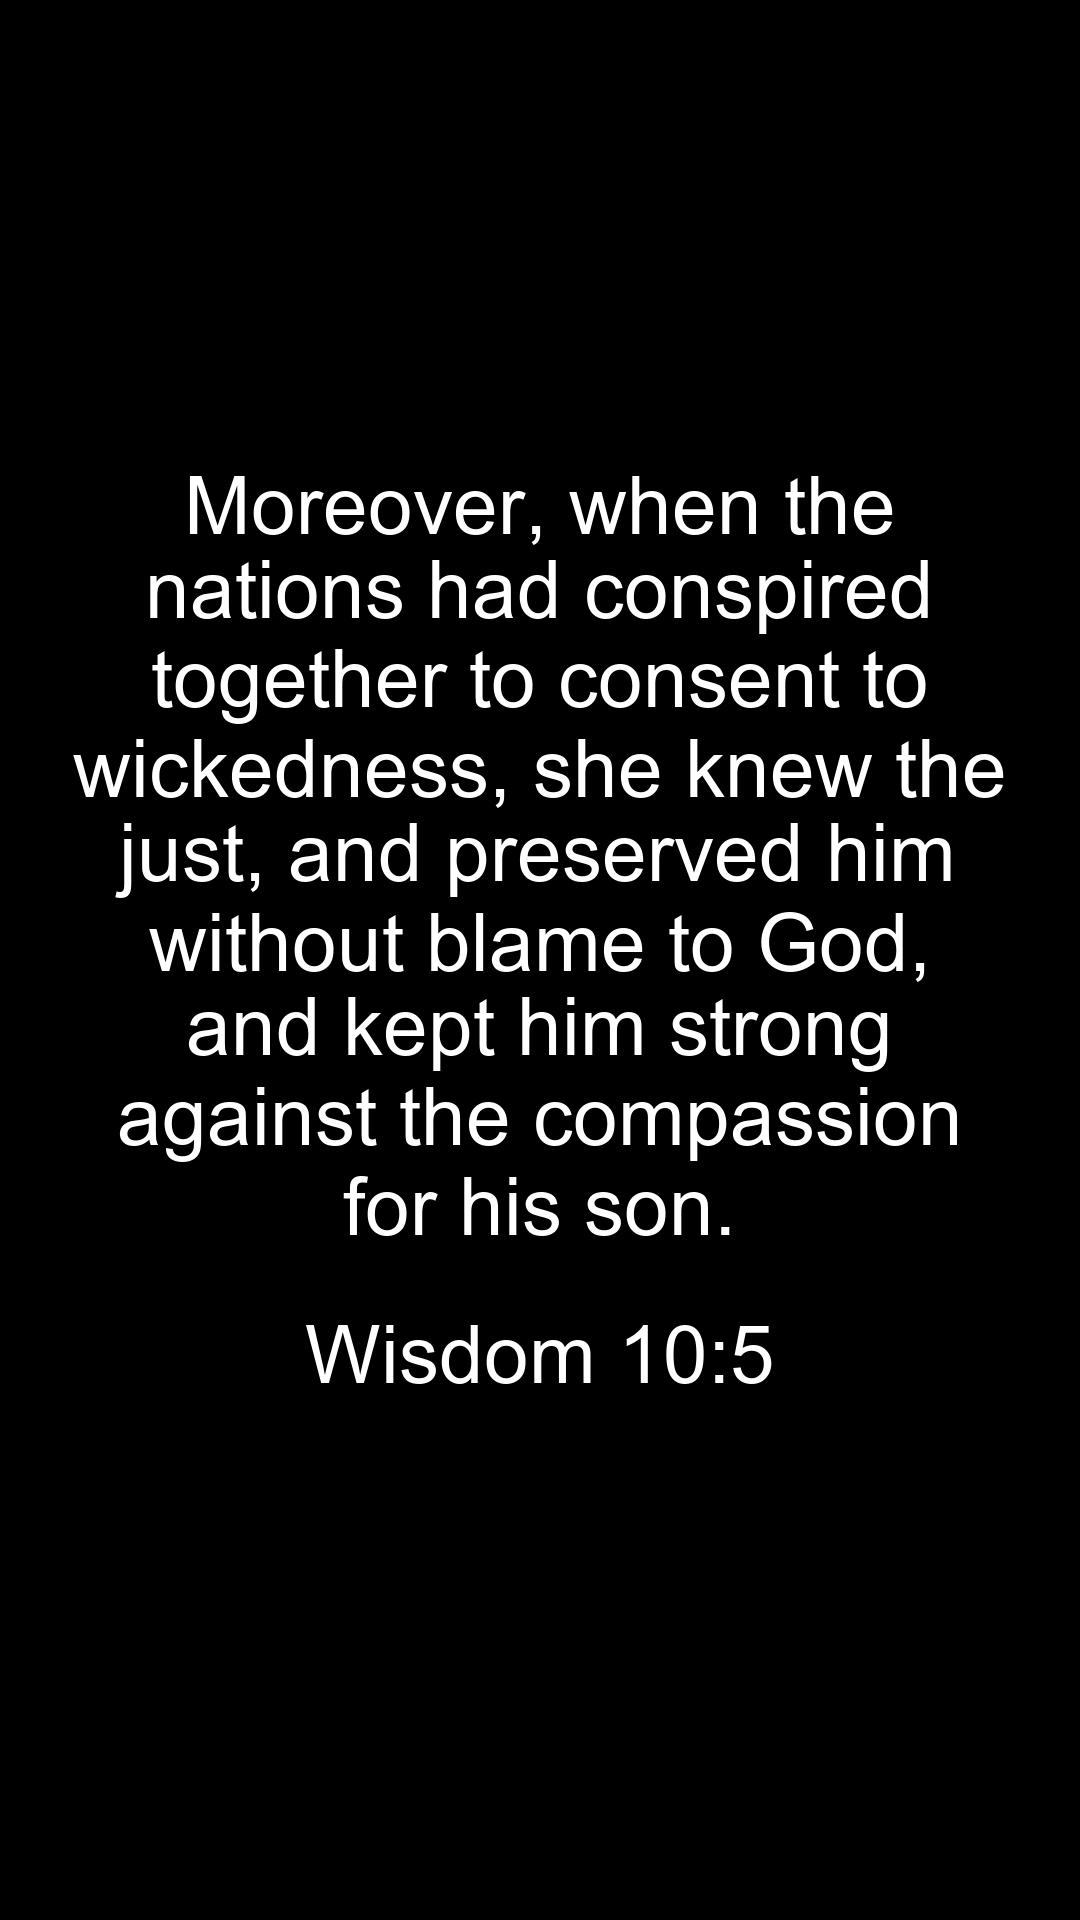 Moreover, when the
nations had conspired
together to consent to
wickedness, she knew the
just, and preserved him
without blame to God,
and kept him strong
against the compassion
for his son.
Wisdom 10:5